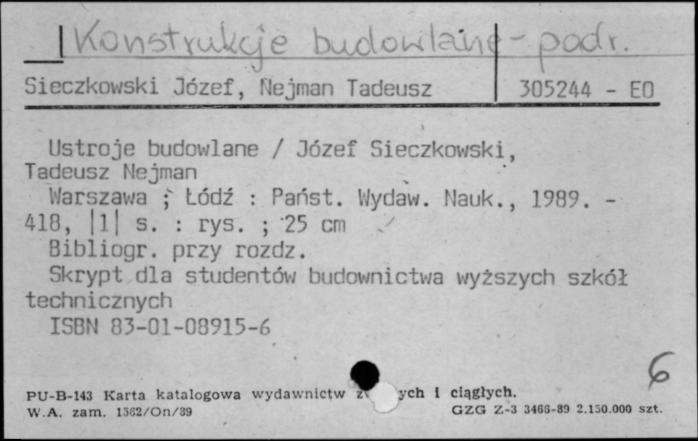 Konstrukcje budowlane - podr.
Sieczkowski Józef, Nejman Tadeusz 305244 - EO
Ustroje budowlane / Józef Sieczkowski,
Tadeusz Nejman
Warszawa ; Łódź : Państ. Wydaw. Nauk., 1989. -
418, |1| s. : rys. ; 25 cm
Bibliogr. przy rozdz.
Skrypt dla studentów budownictwa wyższych szkół
technicznych
ISBN 83-01-08915-6
6
PU-B-143 Karta katalogowa wydawnictw i ciągłych.
W.A. zam. 1562/On/89 GZG Z-3 3466-89 2.150.000 szt.